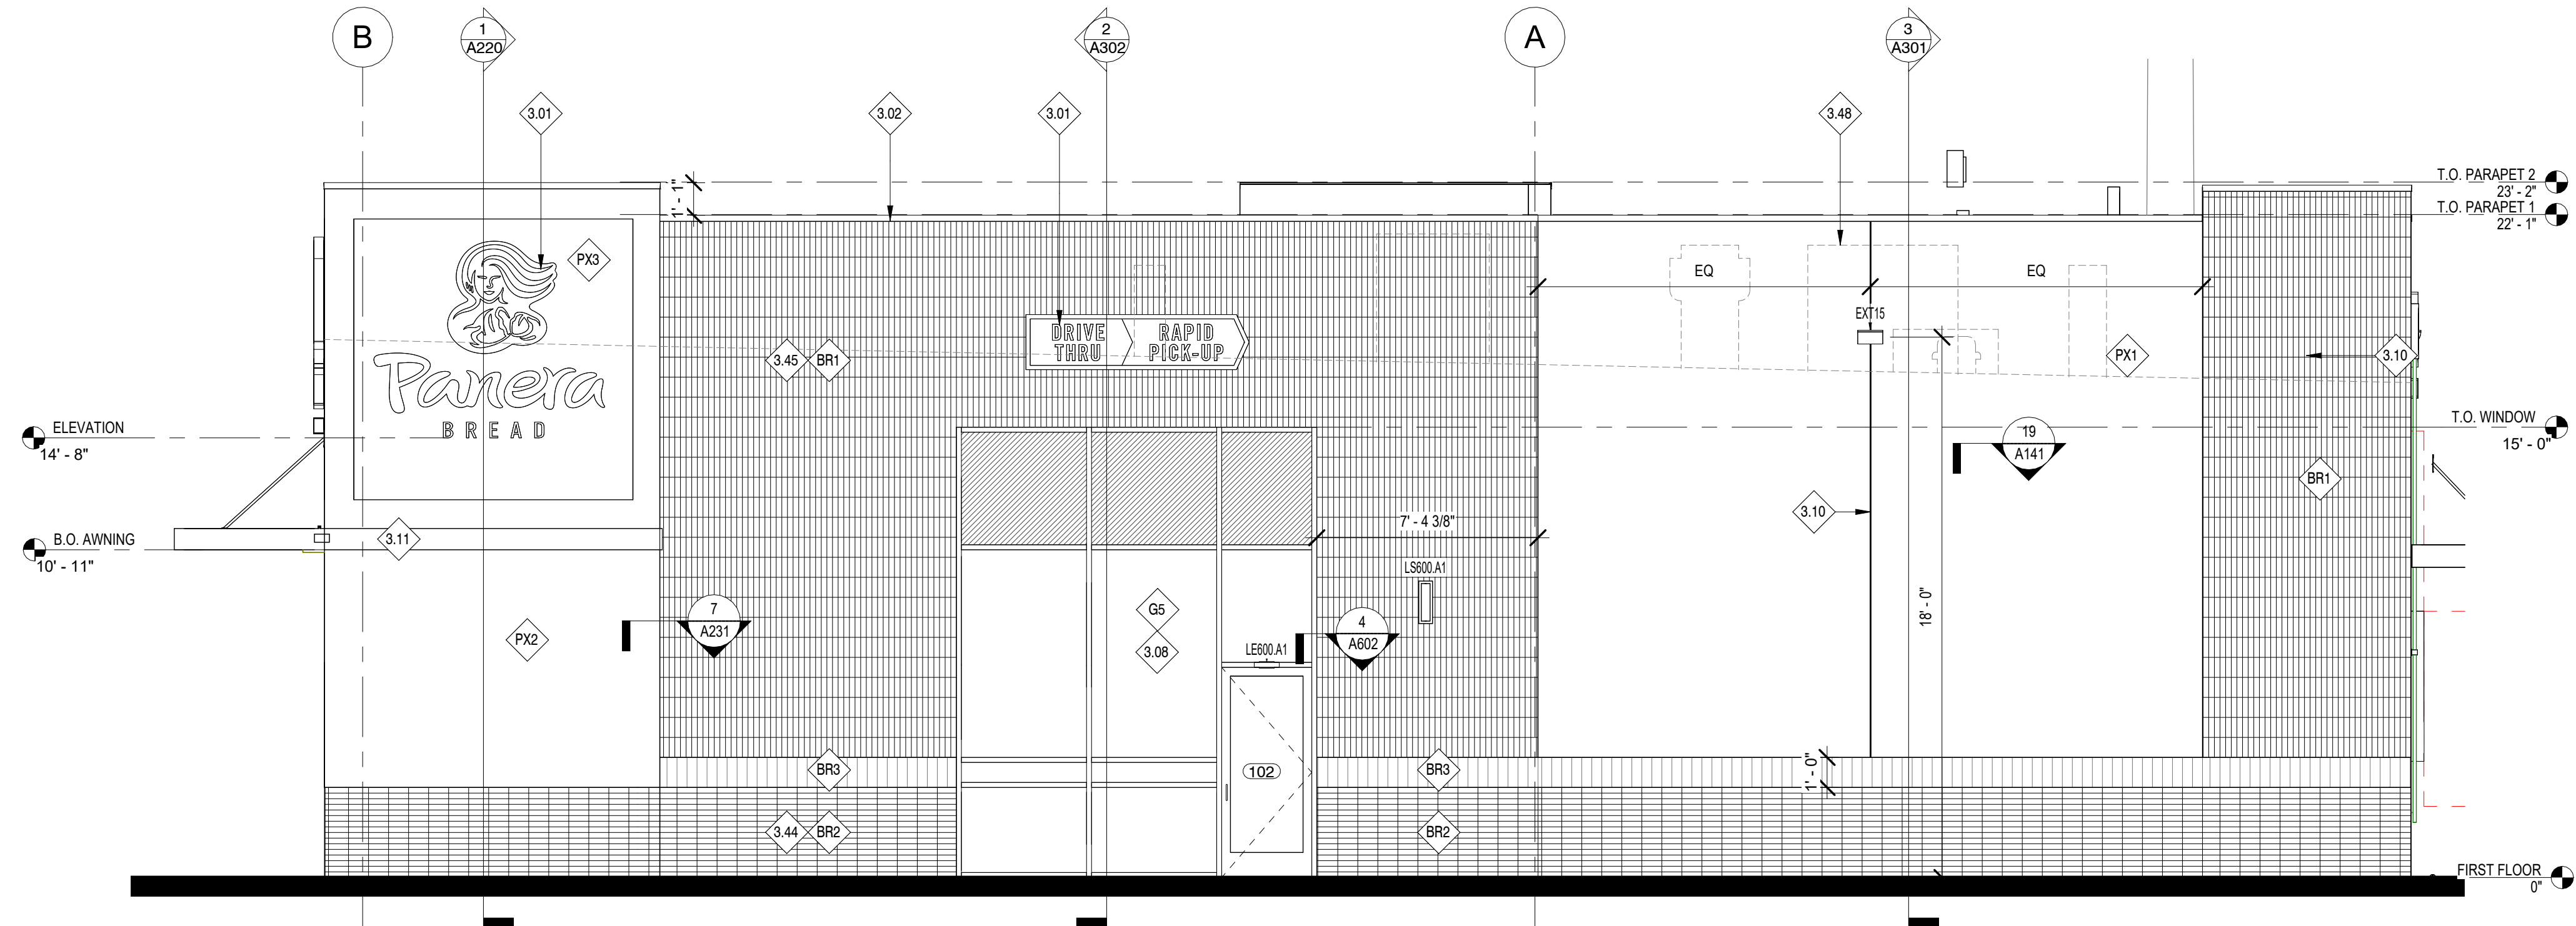 B
1
A220
2
A302
A
3
A301
3.01
3.02
3.01
3.48
T.O. PARAPET 2
23' - 2"
1' - 1"
T.O. PARAPET 1
22' - 1"
PX3
EQ
EQ
EXT15
DRIVE
THRU
RAPID
PICK-UP
3.45
BR1
PX1
3.10
Panera
BREAD
ELEVATION
14' - 8"
T.O. WINDOW
15' - 0"
19
A141
BR1
3.10
7' - 4 3/8"
3.11
B.O. AWNING
10' - 11"
LS600.A1
18' - 0"
7
A231
G5
4
A602
PX2
3.08
LE600.A1
BR3
102
BR3
1' - 0"
3.44
BR2
BR2
FIRST FLOOR
0"